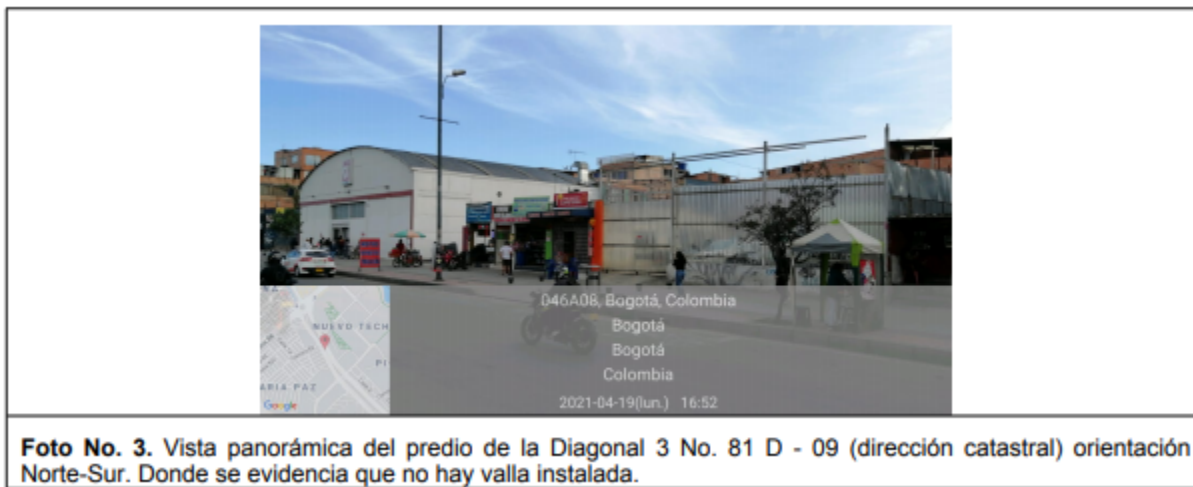 046A08, Bogotá, Colombia
Bogotá
Bogotá
Colombia
2021-04-19(lun.) 16:52
NUEVO TECH
ARIA PAZ
Google
Foto No. 3. Vista panorámica del predio de la Diagonal 3 No. 81 D - 09 (dirección catastral) orientación
Norte-Sur. Donde se evidencia que no hay valla instalada.